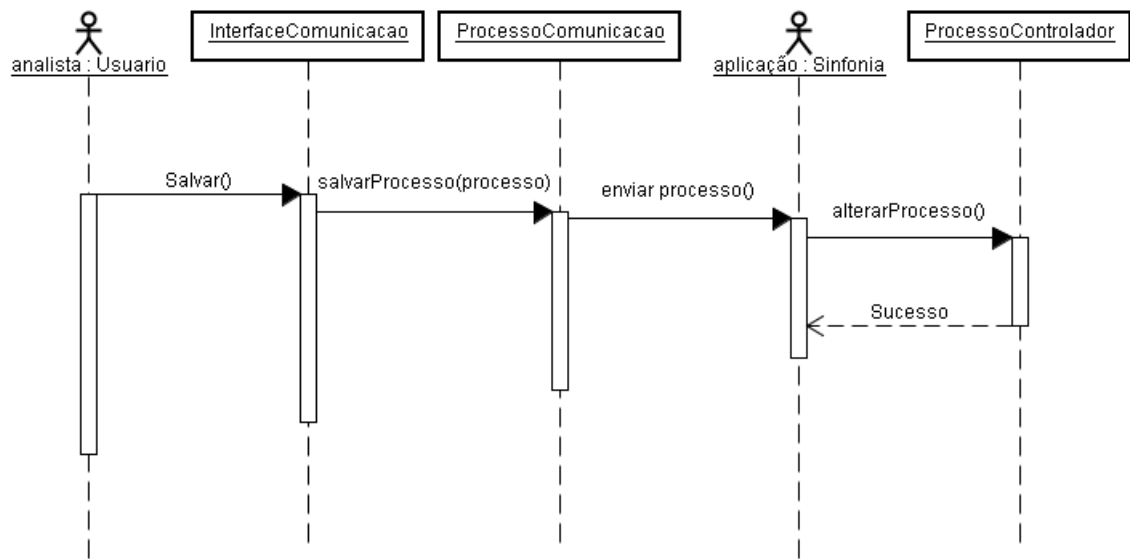 analista : Usuario
InterfaceComunicacao
ProcessoComunicacao
aplicação : Sinfonia
ProcessoControlador
Salvar()
salvarProcesso(processo)
enviar processo()
alterarProcesso()
Sucesso